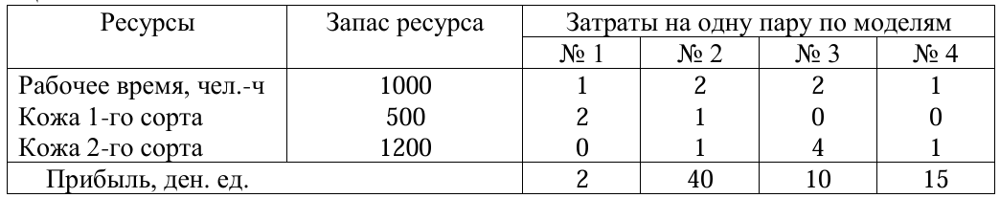 Ресурсы Запас ресурса Затраты на одну пару по моделям
№ 1 № 2 № 3 № 4
Рабочее время, чел.-ч 1000 1 2 2 1
Кожа 1-го сорта 500 2 1 0 0
Кожа 2-го сорта 1200 0 1 4 1
Прибыль, ден. ед. 2 40 10 15